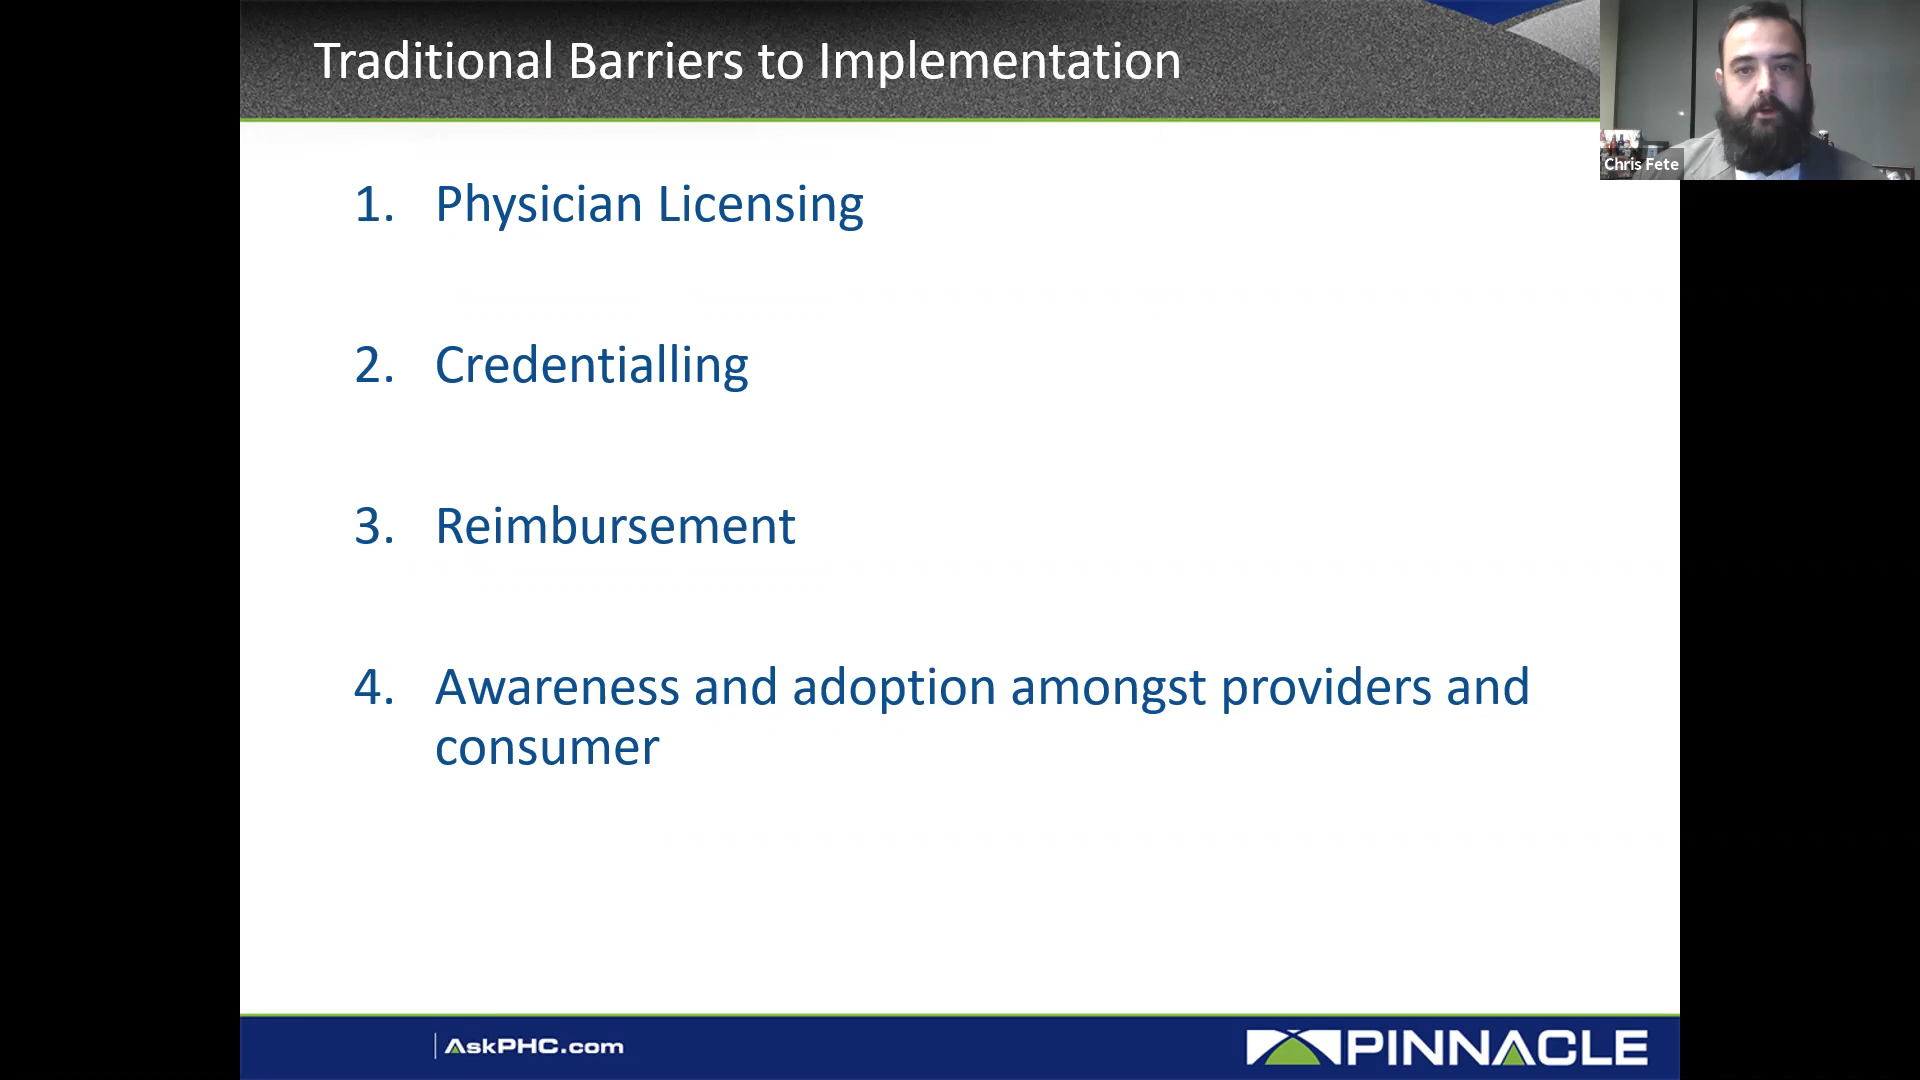 Traditional Barriers to Implementation
Chris Fete
1. Physician Licensing
2. Credentialling
3. Reimbursement
4. Awareness and adoption amongst providers and
consumer
AskPHC.com
PINNACLE